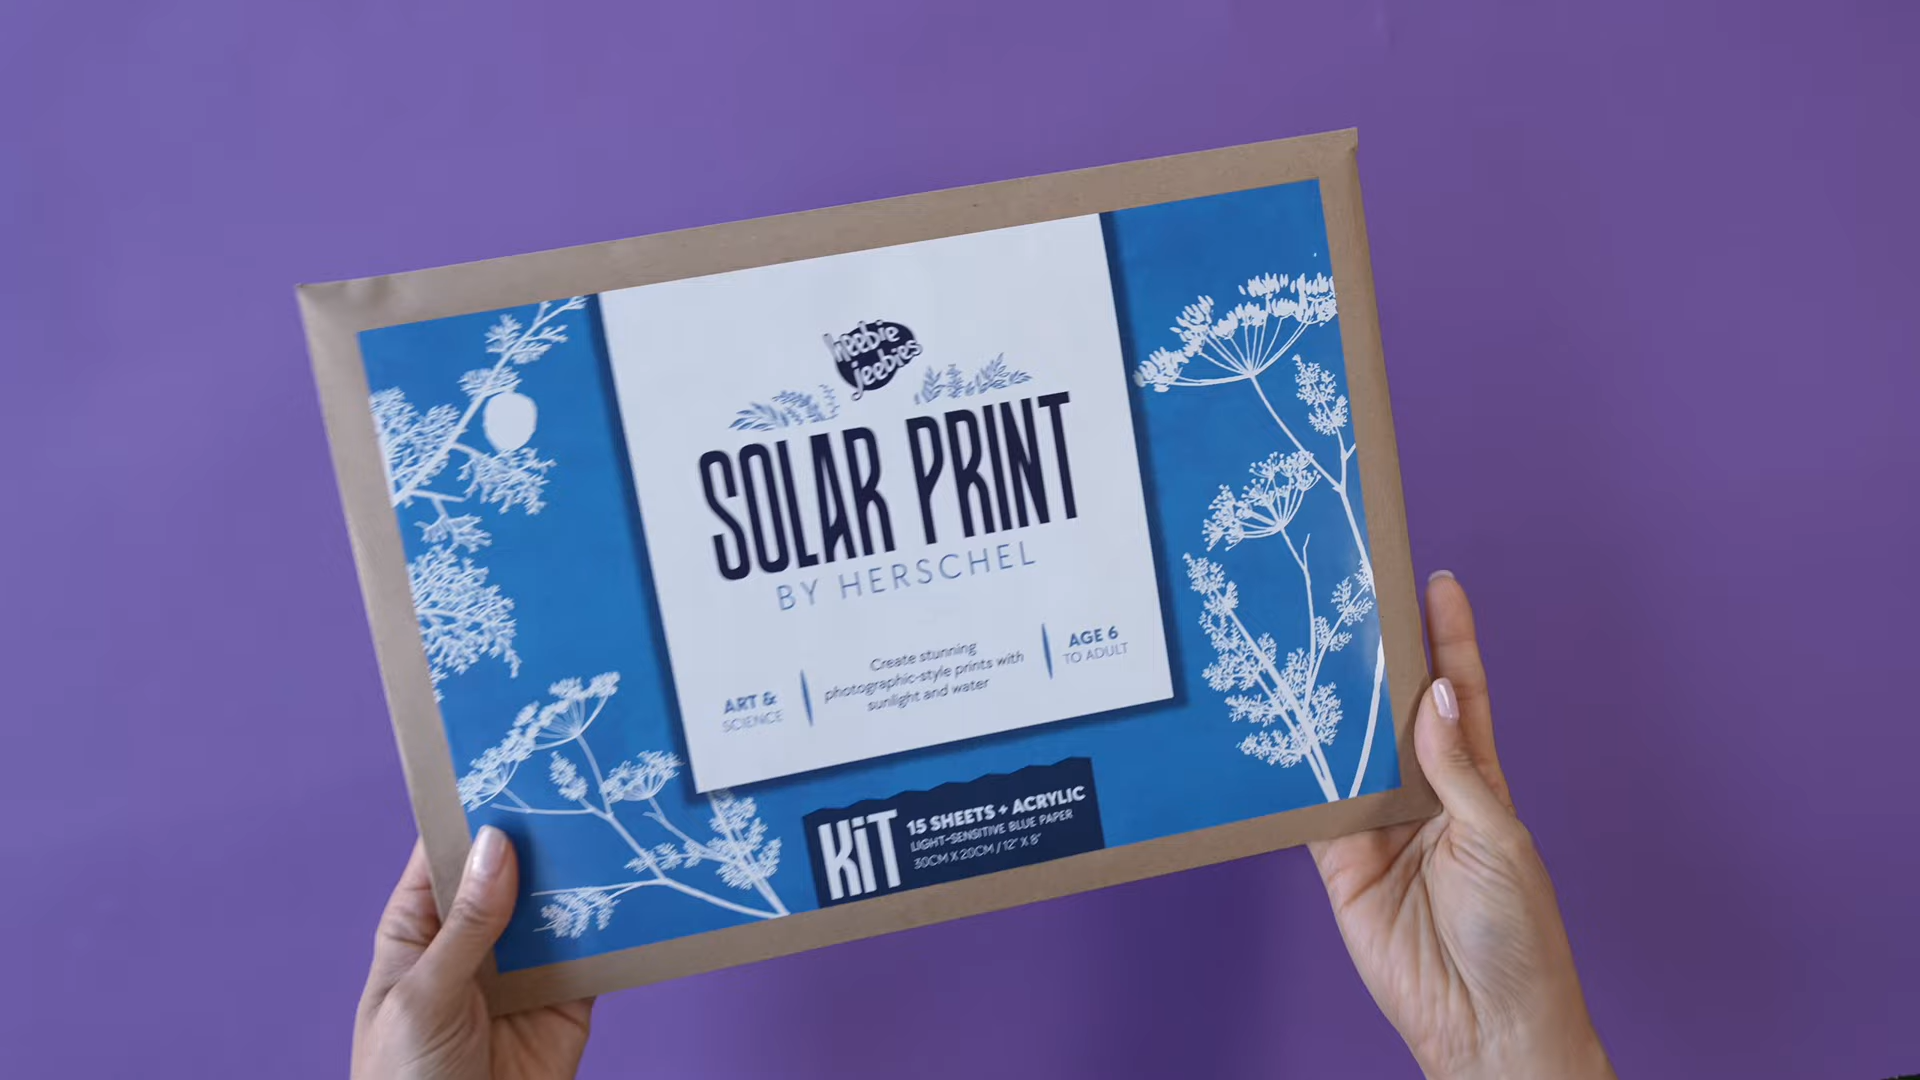 heebie
jeebies
SOLAR PRINT
BY HERSCHEL
ART &
SCIENCE
Create stunning
photographic-style prints with
sunlight and water
AGE 6
TO ADULT
KiT
15 SHEETS + ACRYLIC
LIGHT-SENSITIVE BLUE PAPER
30CM X 20CM / 12" X 8"